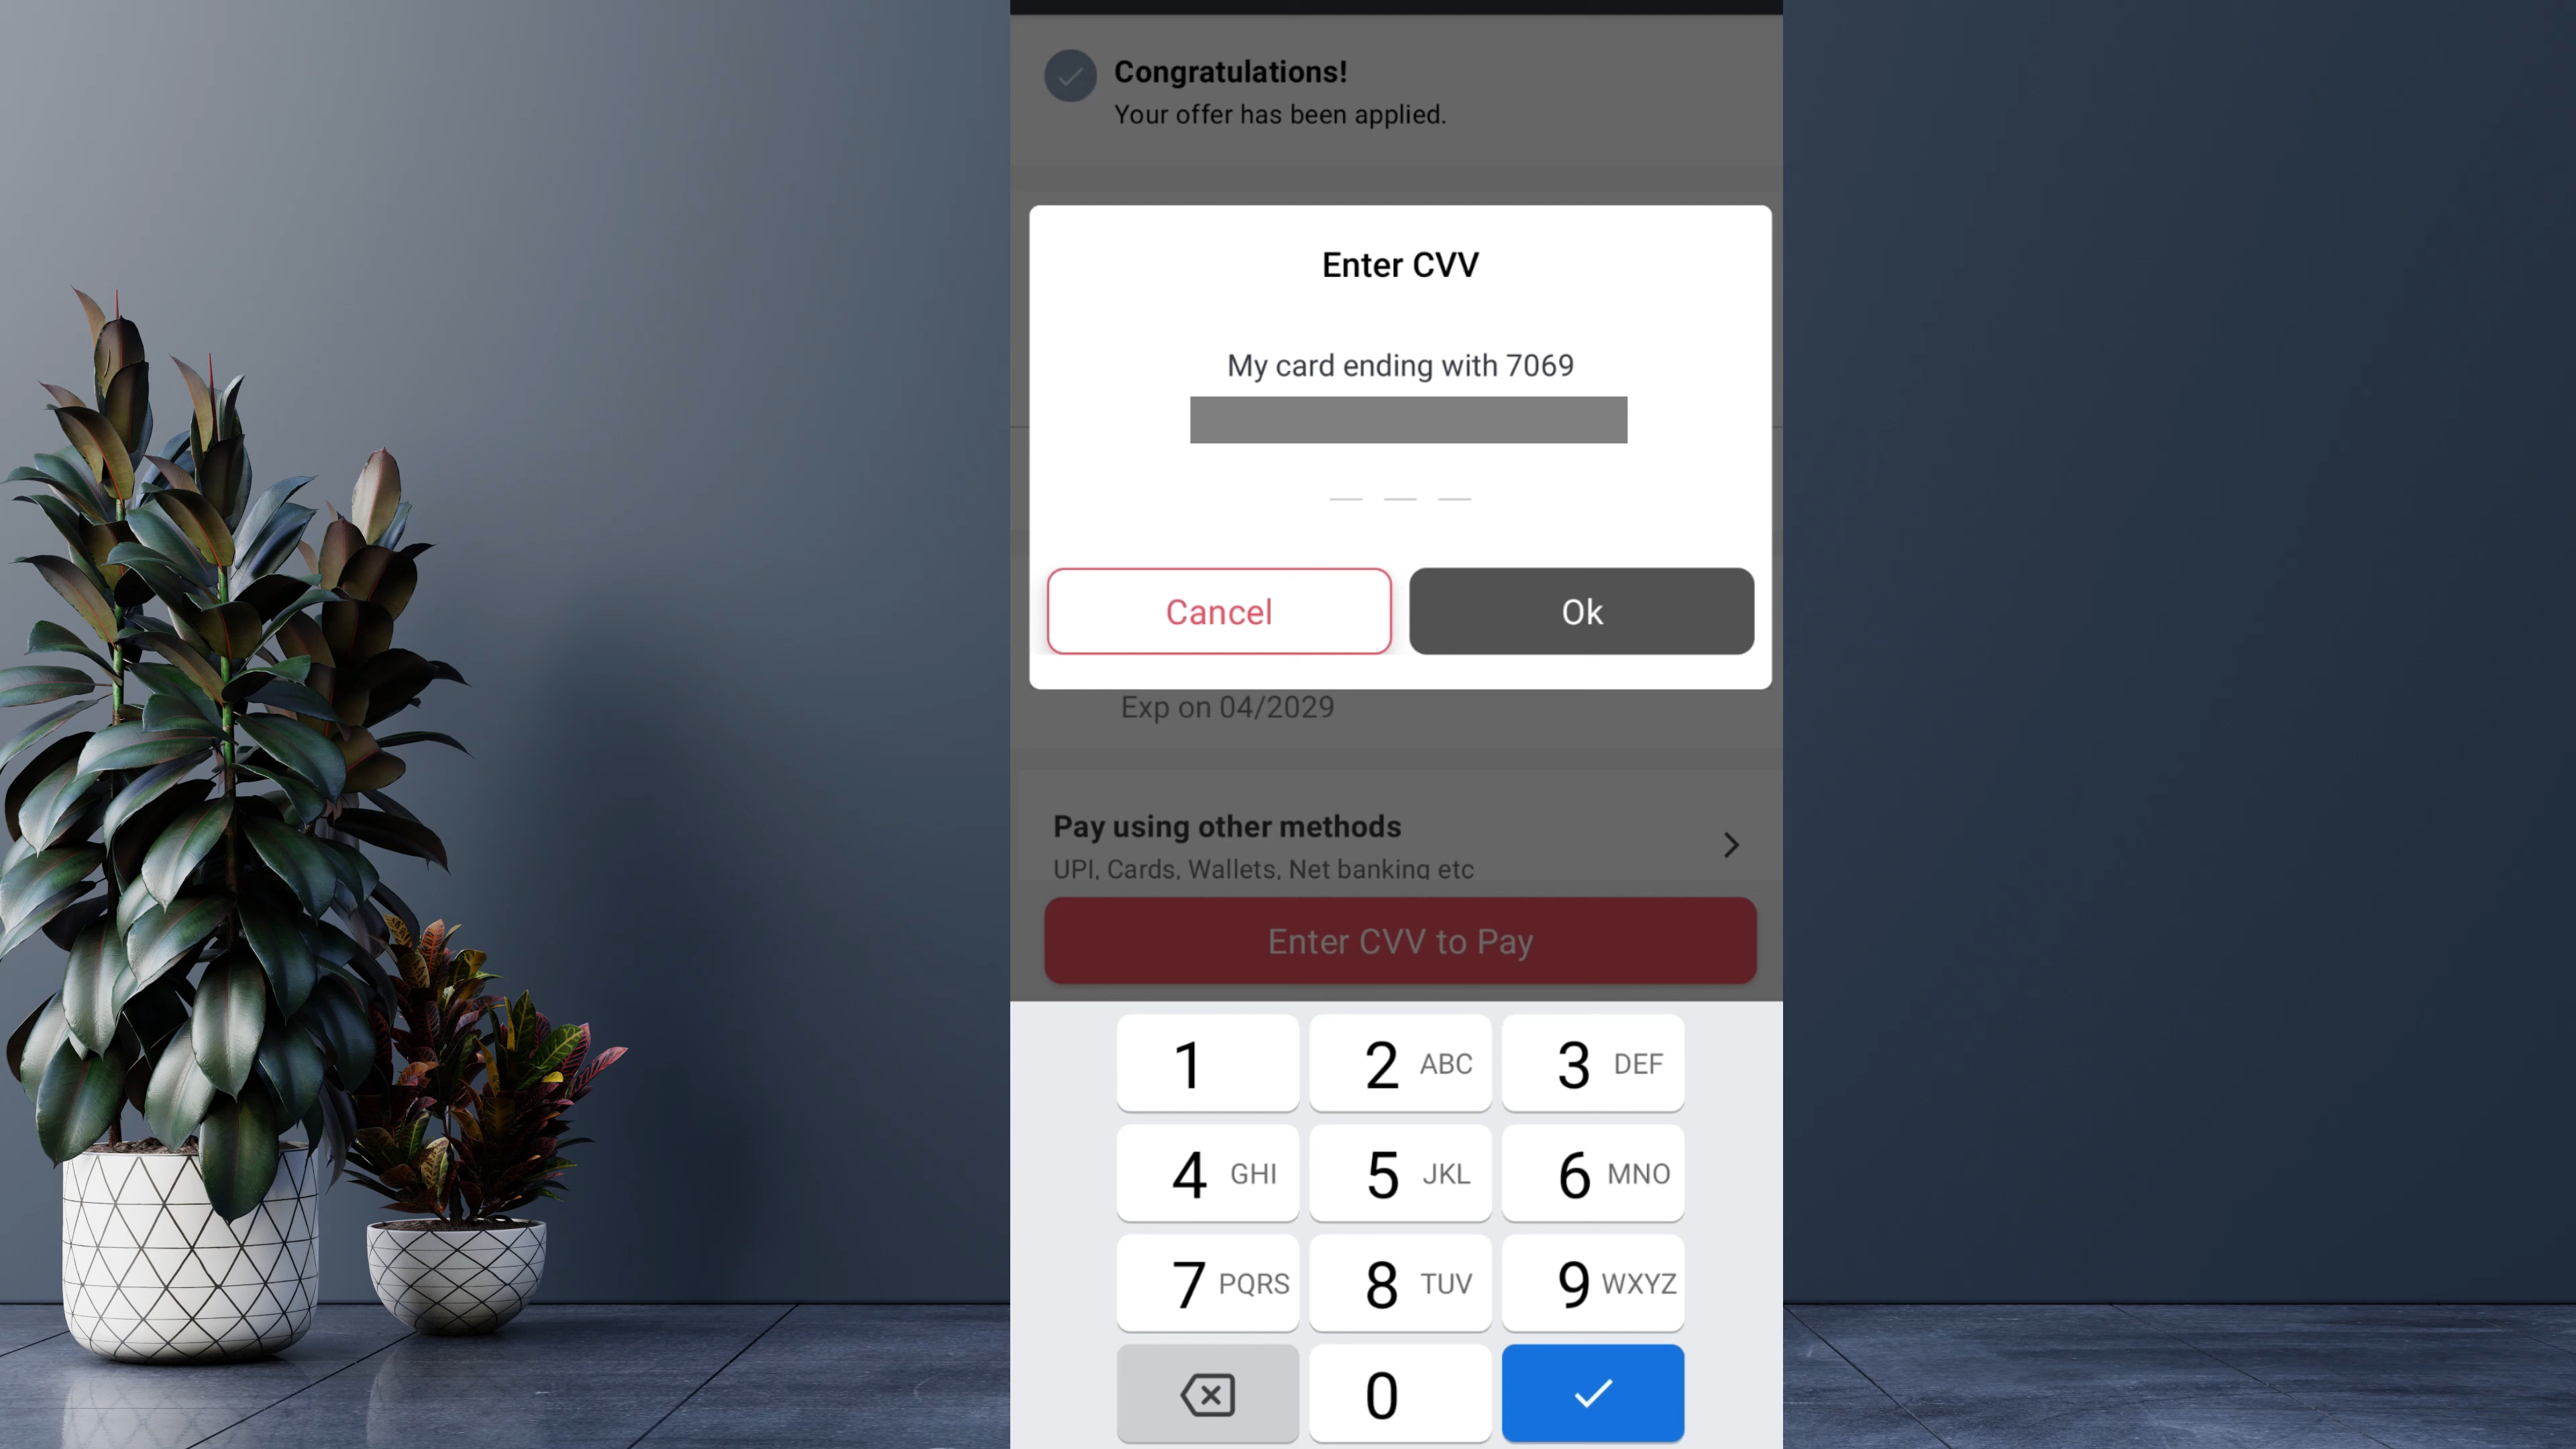 Congratulations!
Your offer has been applied.
Enter CVV
My card ending with 7069
Cancel
Ok
Exp on 04/2029
Pay using other methods
UPI, Cards, Wallets, Net banking etc
Enter CVV to Pay
1
2 ABC
3 DEF
4 GHI
5 JKL
6 MNO
7 PQRS
8 TUV
9 WXYZ
0